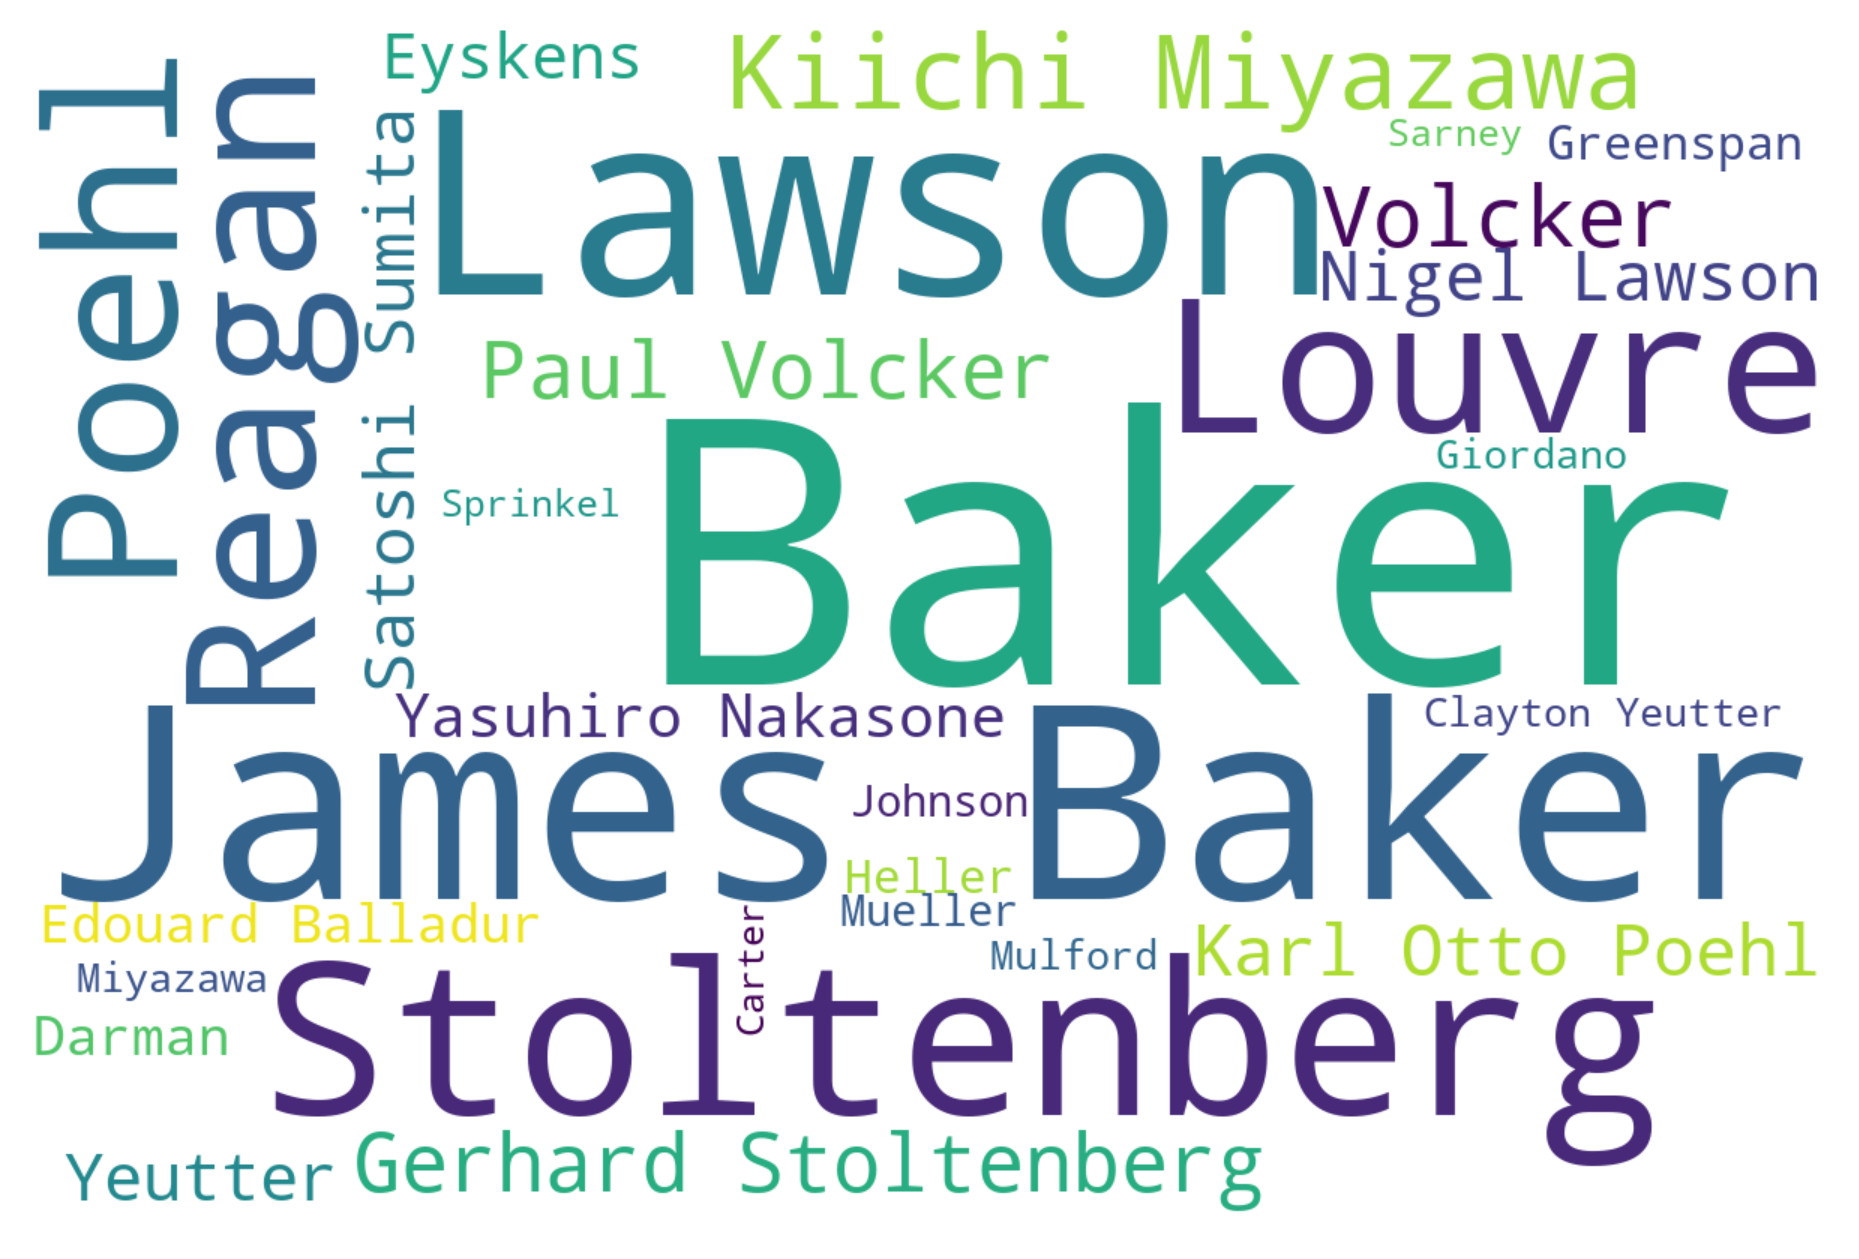 Poehl
Reagan
Satoshi Sumita
Eyskens
Kiichi Miyazawa
Sarney
Greenspan
Lawson
Volcker
Nigel Lawson
Paul Volcker
Louvre
Giordano
Sprinkel
Baker
Yasuhiro Nakasone
Clayton Yeutter
James Baker
Johnson
Heller
Mueller
Edouard Balladur
Carter
Mulford
Karl Otto Poehl
Miyazawa
Darman
Stoltenberg
Yeutter
Gerhard Stoltenberg